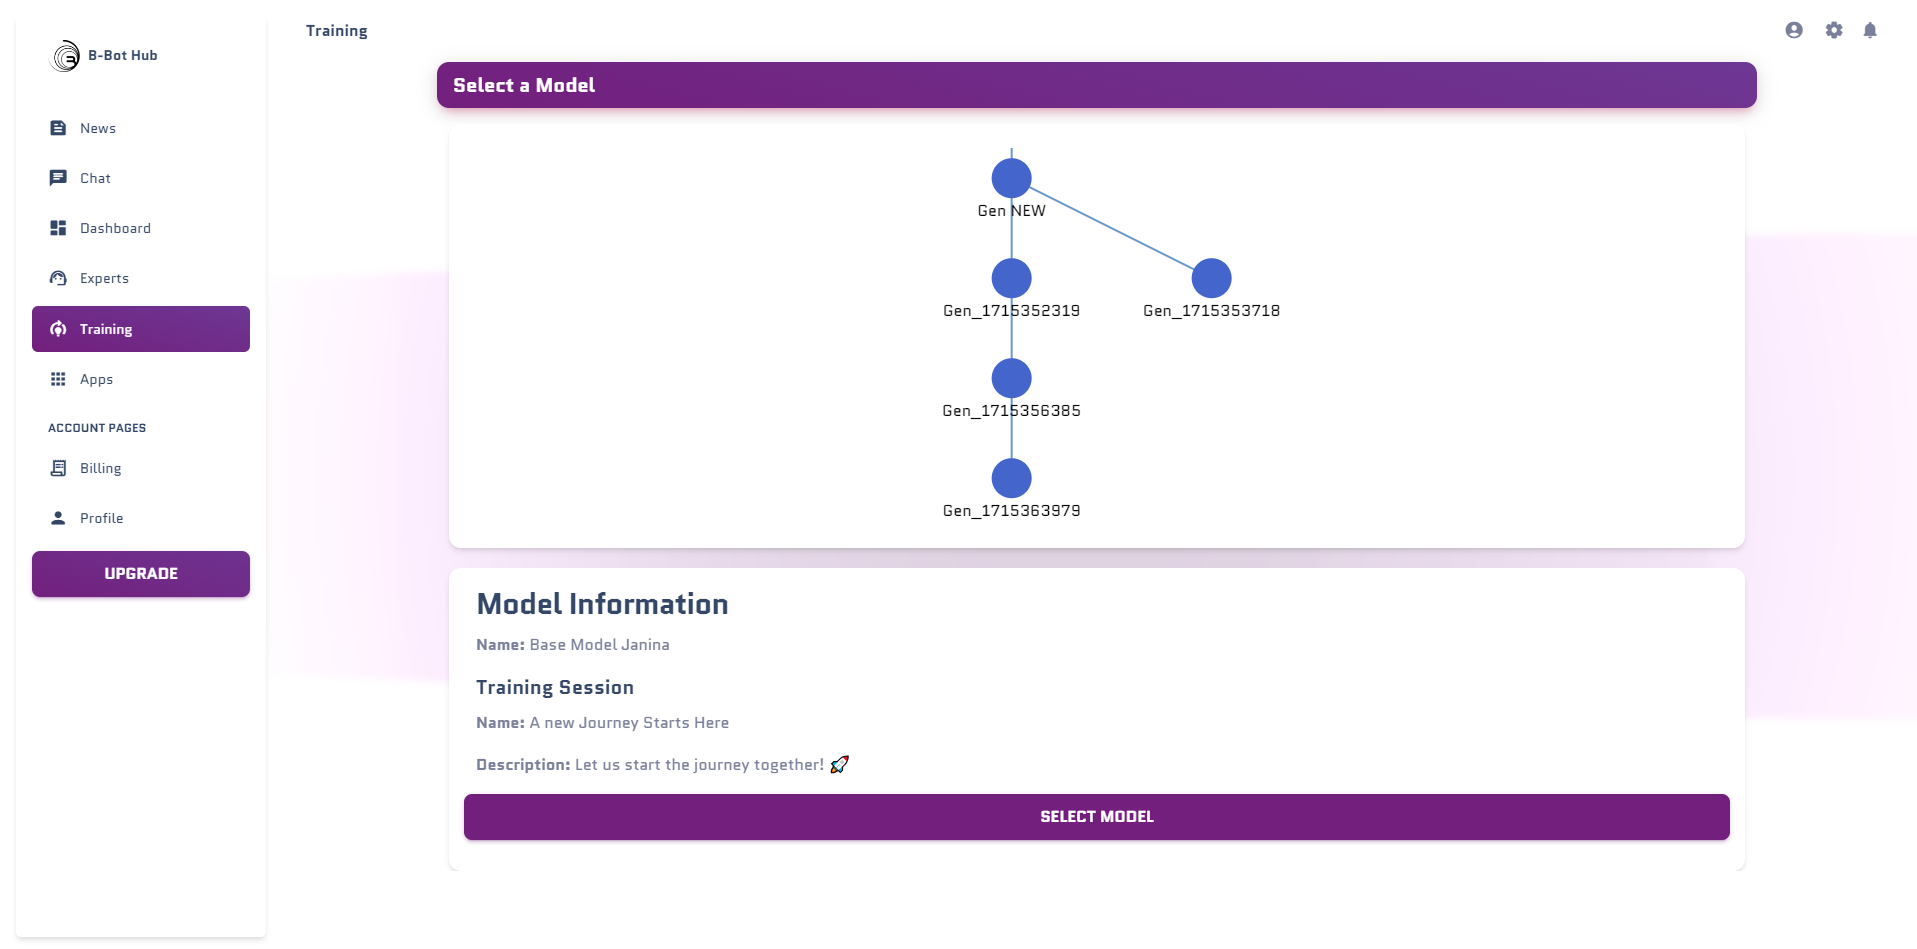 B-Bot Hub
News
Chat
Dashboard
Experts
Training
Apps
ACCOUNT PAGES
Billing
Profile
UPGRADE
Training
Select a Model
Gen NEW
Gen_1715352319 Gen_1715353718
Gen_1715356385
Gen_1715363979
Model Information
Name: Base Model Janina
Training Session
Name: A new Journey Starts Here
Description: Let us start the journey together! 🚀
SELECT MODEL